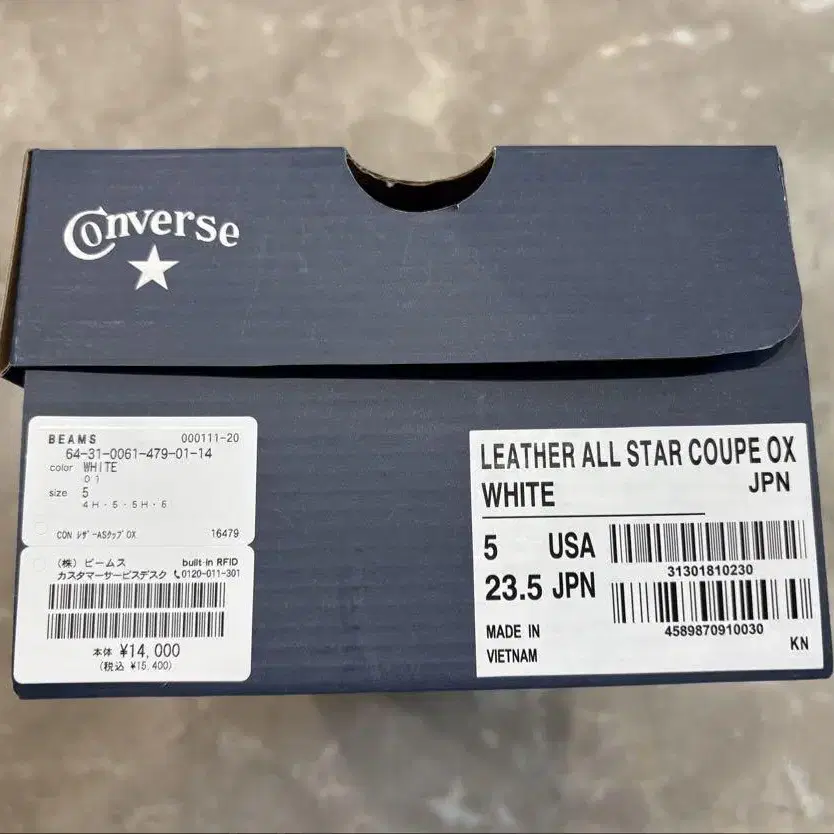 Converse
BEAMS 000111-20
64-31-0061-479-01-14
color WHITE
01
size 5
4H・5・5H・6
CON ﾚｻﾞｰASｸｯﾌﾟOX 16479
(株) ビームス built-in RFID
カスタマーサービスデスク 0120-011-301
本体 ¥14,000
(税込 ¥15,400)
LEATHER ALL STAR COUPE OX
WHITE JPN
5 USA
31301810230
23.5 JPN
4589870910030
MADE IN
VIETNAM
KN